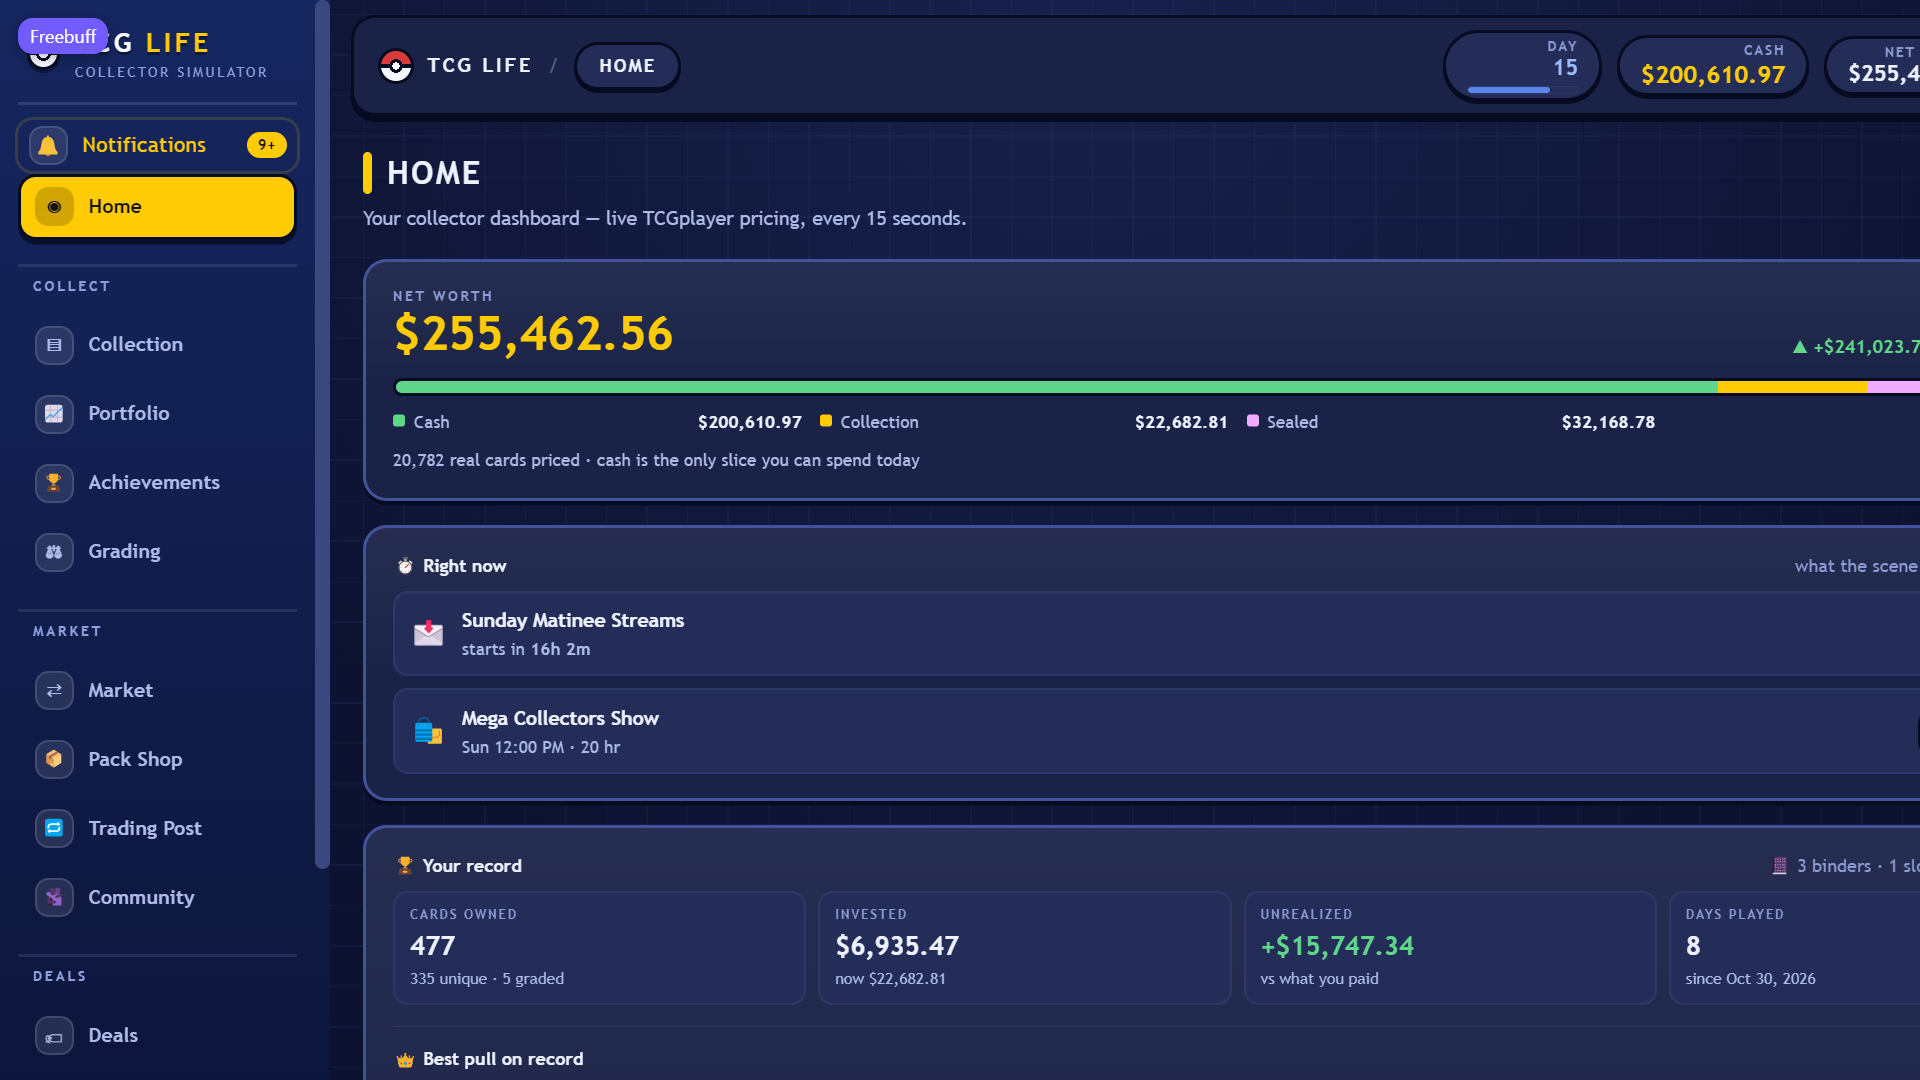 Freebuff
CG LIFE
COLLECTOR SIMULATOR
Notifications
9+
Home
COLLECT
Collection
Portfolio
Achievements
Grading
MARKET
Market
Pack Shop
Trading Post
Community
DEALS
Deals
TCG LIFE / HOME
DAY
15
CASH
$200,610.97
NET
$255,4
HOME
Your collector dashboard — live TCGplayer pricing, every 15 seconds.
NET WORTH
$255,462.56
▲ +$241,023.7
Cash $200,610.97 Collection $22,682.81 Sealed $32,168.78
20,782 real cards priced · cash is the only slice you can spend today
Right now
what the scene
Sunday Matinee Streams
starts in 16h 2m
Mega Collectors Show
Sun 12:00 PM · 20 hr
Your record
3 binders · 1 slo
CARDS OWNED
477
335 unique · 5 graded
INVESTED
$6,935.47
now $22,682.81
UNREALIZED
+$15,747.34
vs what you paid
DAYS PLAYED
8
since Oct 30, 2026
Best pull on record